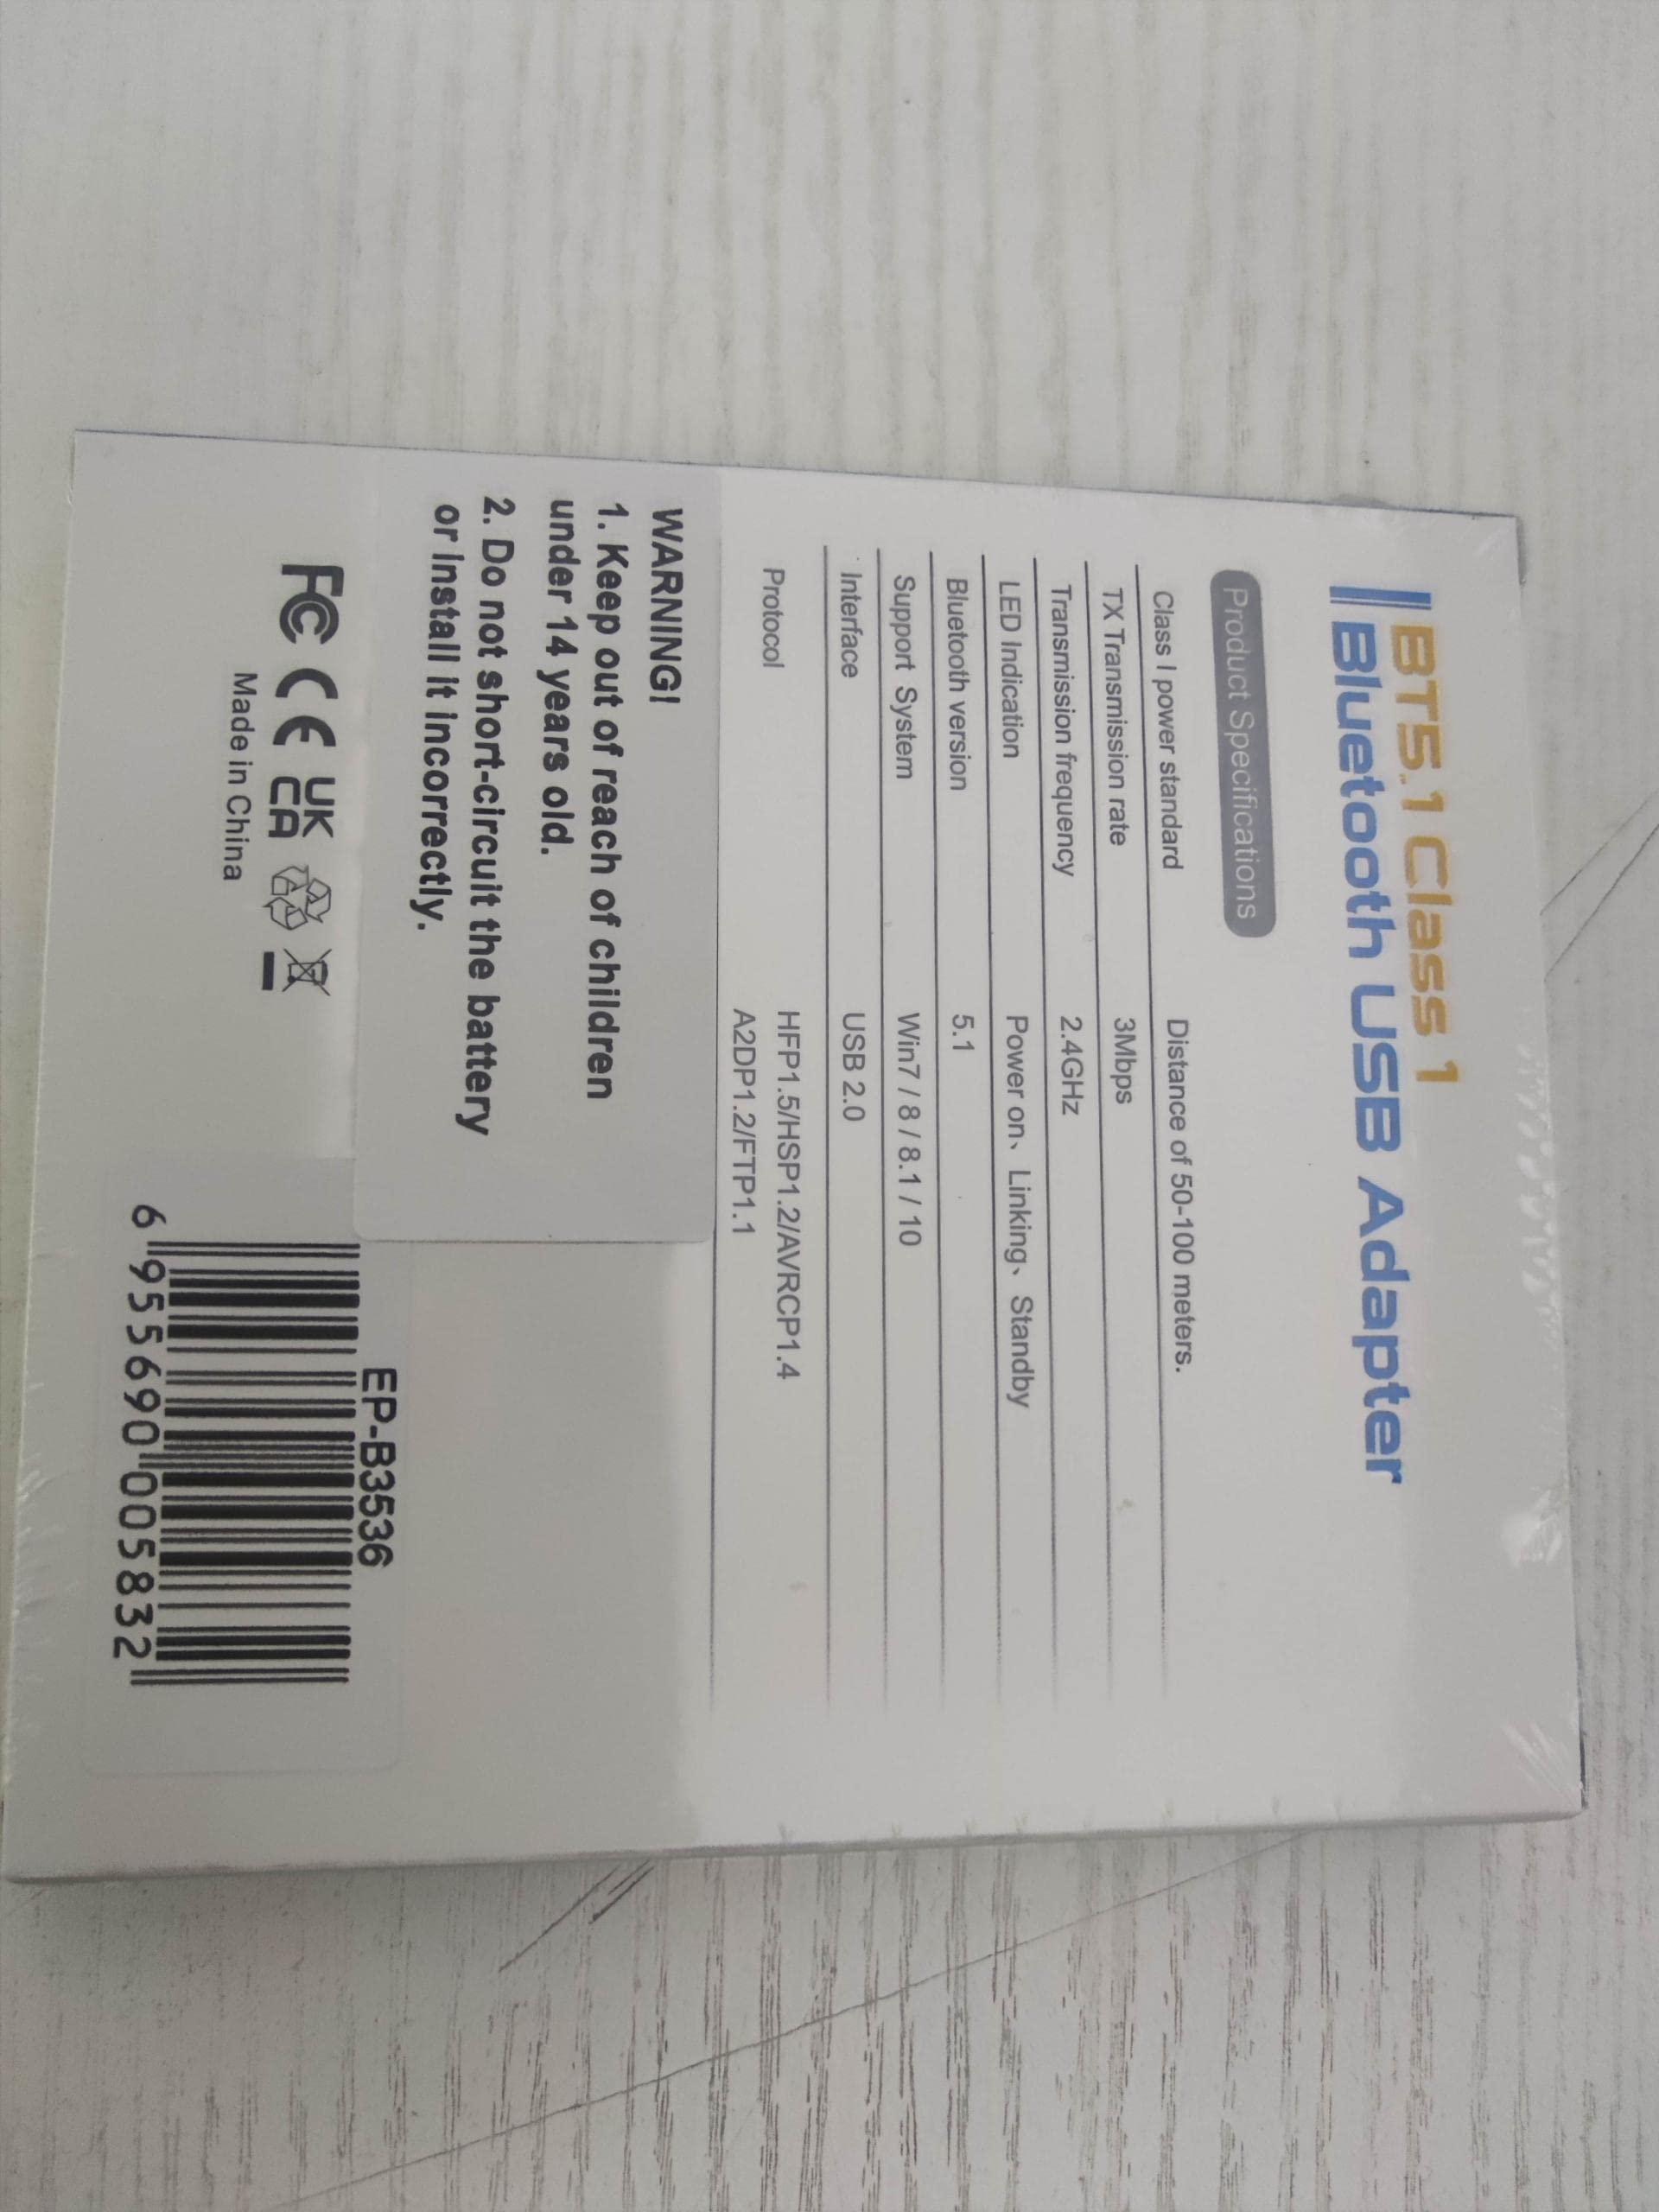 BT5.1 Class 1
Bluetooth USB Adapter
Product Specifications
Class I power standard Distance of 50-100 meters.
TX Transmission rate 3Mbps
Transmission frequency 2.4GHz
LED Indication Power on、Linking、Standby
Bluetooth version 5.1
Support System Win7 / 8 / 8.1 / 10
Interface USB 2.0
Protocol HFP1.5/HSP1.2/AVRCP1.4
A2DP1.2/FTP1.1
WARNING!
1. Keep out of reach of children
under 14 years old.
2. Do not short-circuit the battery
or install it incorrectly.
FC CE UK
CA
Made in China
EP-B3536
6 955690 005832